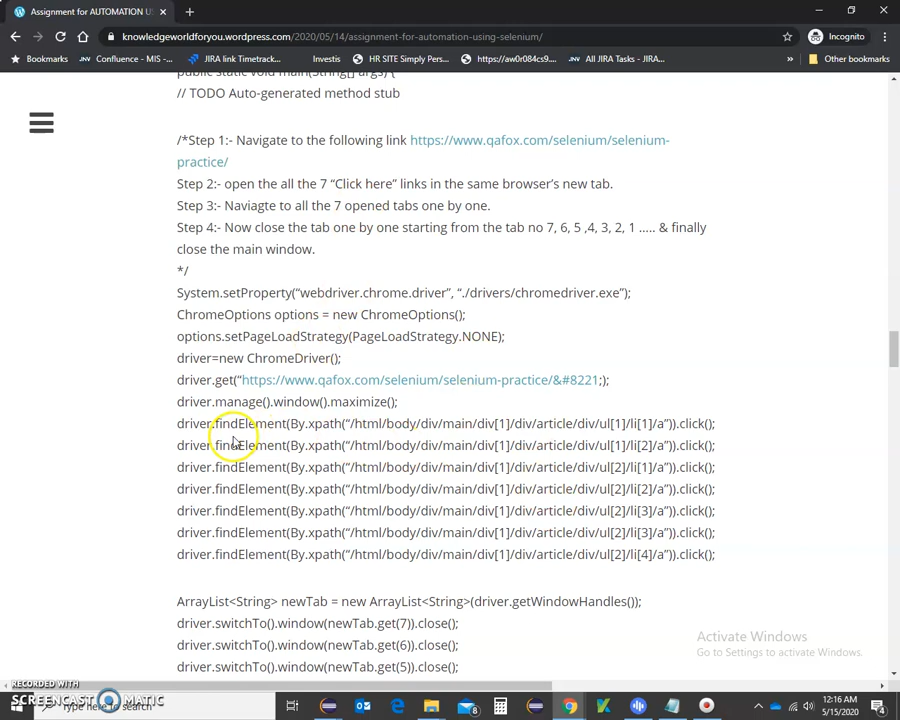 Assignment for AUTOMATION U
knowledgeworldforyou.wordpress.com/2020/05/14/assignment-for-automation-using-selenium/
Incognito
Bookmarks
Confluence - MIS -...
JIRA link Timetrack...
Investis
HR SITE Simply Pers...
https://aw0r084cs9...
All JIRA Tasks - JIRA...
»
Other bookmarks
public static void main(String[] args) {
// TODO Auto-generated method stub
/*Step 1:- Navigate to the following link https://www.qafox.com/selenium/selenium-
practice/
Step 2:- open the all the 7 “Click here” links in the same browser’s new tab.
Step 3:- Naviagte to all the 7 opened tabs one by one.
Step 4:- Now close the tab one by one starting from the tab no 7, 6, 5 ,4, 3, 2, 1 ….. & finally
close the main window.
*/
System.setProperty(“webdriver.chrome.driver”, “./drivers/chromedriver.exe”);
ChromeOptions options = new ChromeOptions();
options.setPageLoadStrategy(PageLoadStrategy.NONE);
driver=new ChromeDriver();
driver.get(“https://www.qafox.com/selenium/selenium-practice/&#8221;);
driver.manage().window().maximize();
driver.findElement(By.xpath(“/html/body/div/main/div[1]/div/article/div/ul[1]/li[1]/a”)).click();
driver.findElement(By.xpath(“/html/body/div/main/div[1]/div/article/div/ul[1]/li[2]/a”)).click();
driver.findElement(By.xpath(“/html/body/div/main/div[1]/div/article/div/ul[2]/li[1]/a”)).click();
driver.findElement(By.xpath(“/html/body/div/main/div[1]/div/article/div/ul[2]/li[2]/a”)).click();
driver.findElement(By.xpath(“/html/body/div/main/div[1]/div/article/div/ul[2]/li[3]/a”)).click();
driver.findElement(By.xpath(“/html/body/div/main/div[1]/div/article/div/ul[2]/li[3]/a”)).click();
driver.findElement(By.xpath(“/html/body/div/main/div[1]/div/article/div/ul[2]/li[4]/a”)).click();
ArrayList<String> newTab = new ArrayList<String>(driver.getWindowHandles());
driver.switchTo().window(newTab.get(7)).close();
driver.switchTo().window(newTab.get(6)).close();
driver.switchTo().window(newTab.get(5)).close();
Activate Windows
Go to Settings to activate Windows.
RECORDED WITH
SCREENCAST MATIC
Type here to search
8
12:16 AM
5/15/2020
4